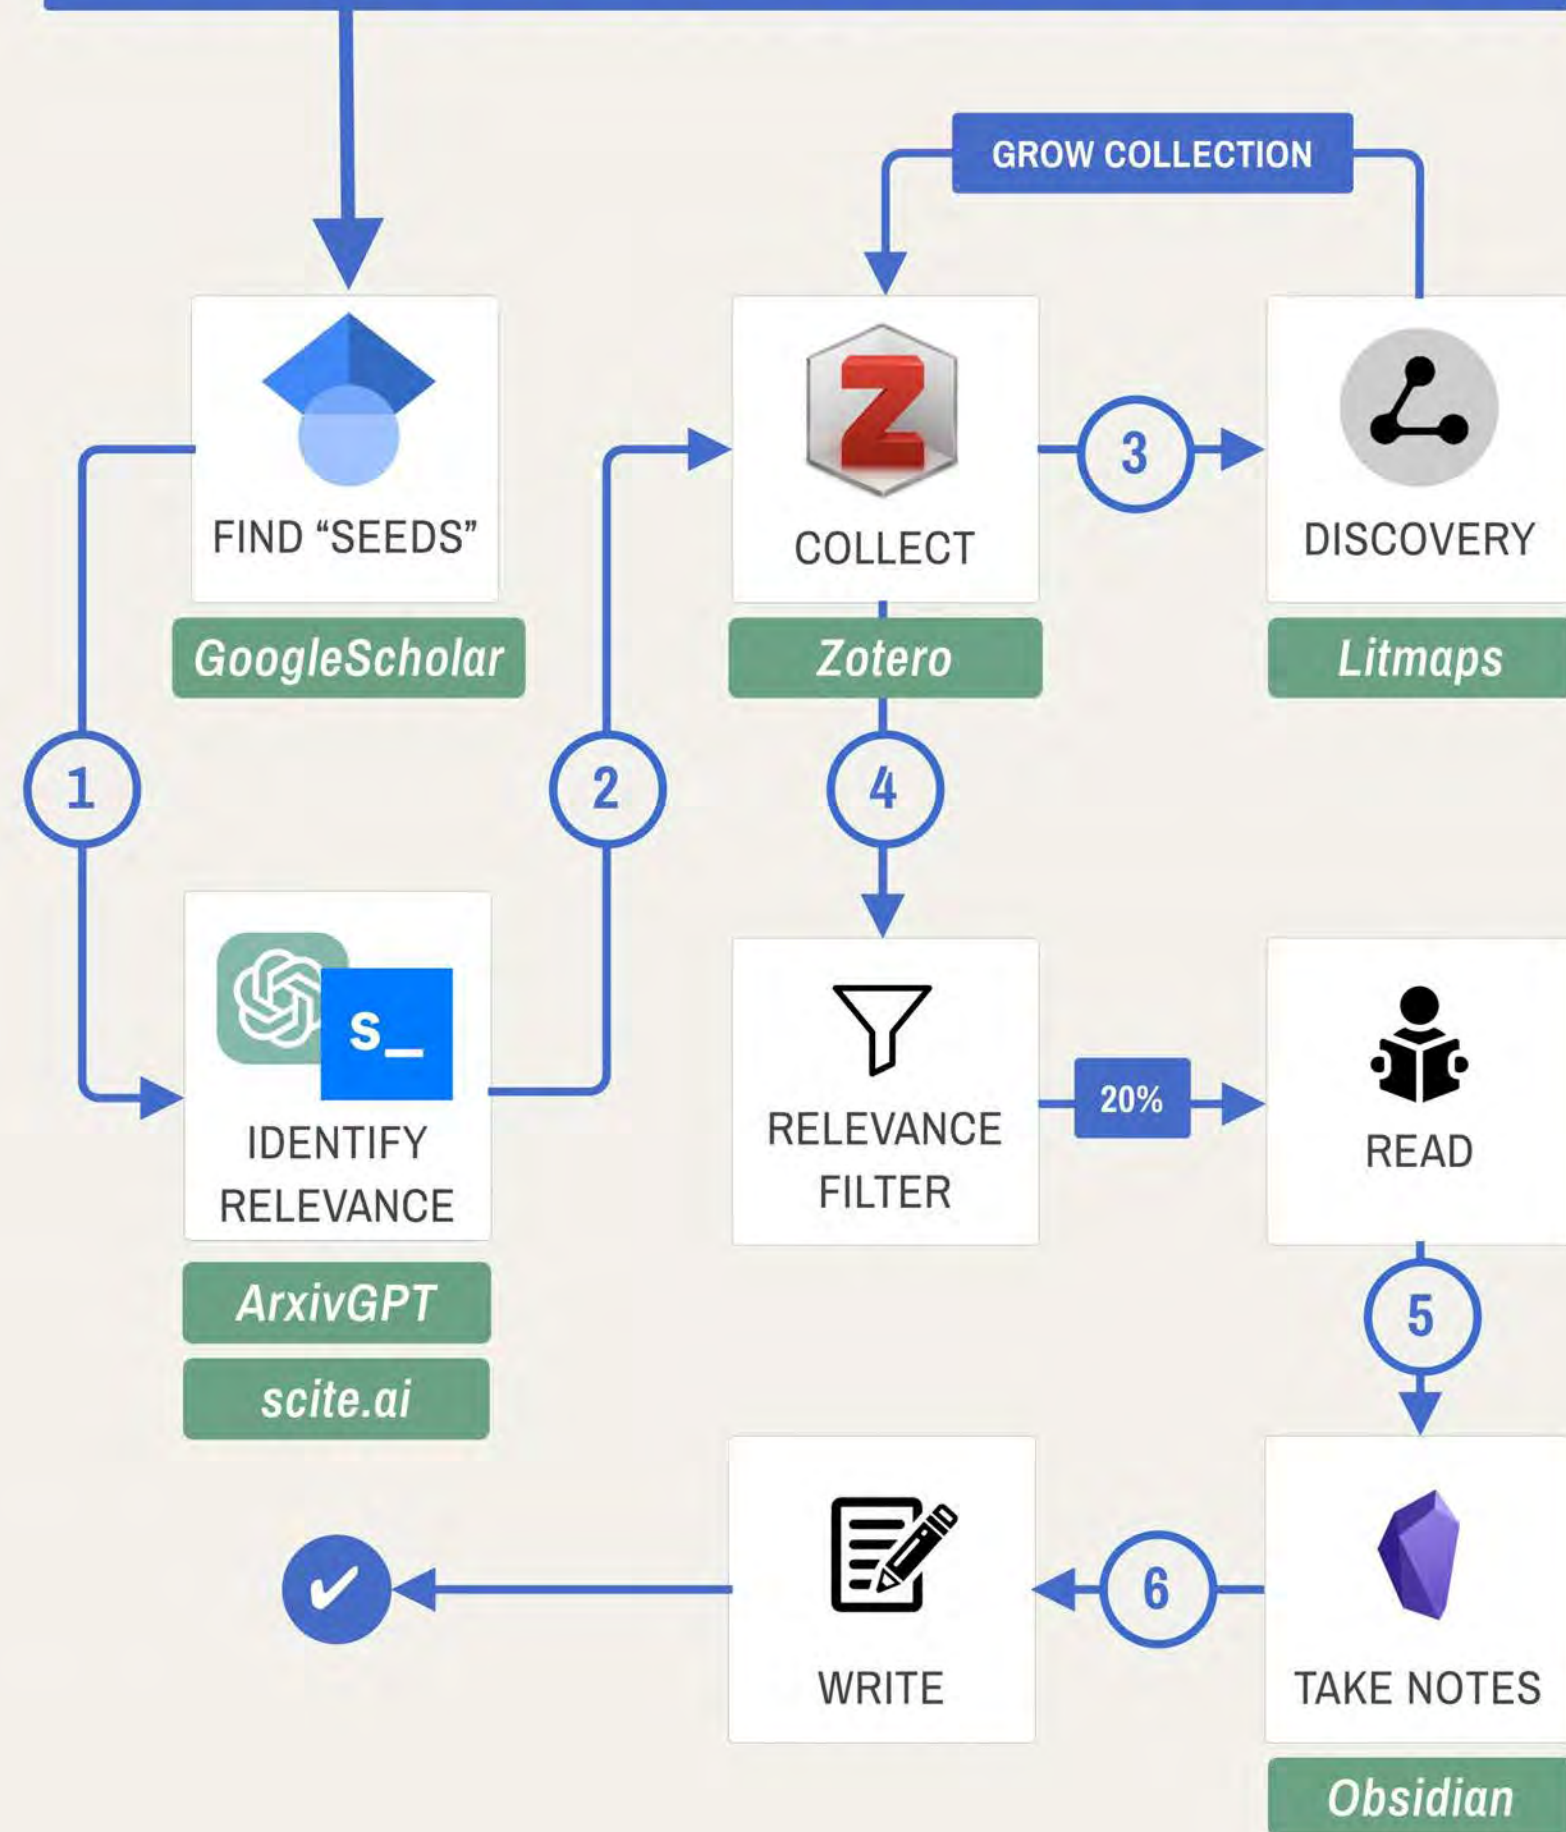 GROW COLLECTION
Z
3
FIND “SEEDS”
COLLECT
DISCOVERY
GoogleScholar
Zotero
Litmaps
1
2
4
s_
IDENTIFY
RELEVANCE
RELEVANCE
FILTER
20%
READ
ArxivGPT
scite.ai
5
6
WRITE
TAKE NOTES
Obsidian